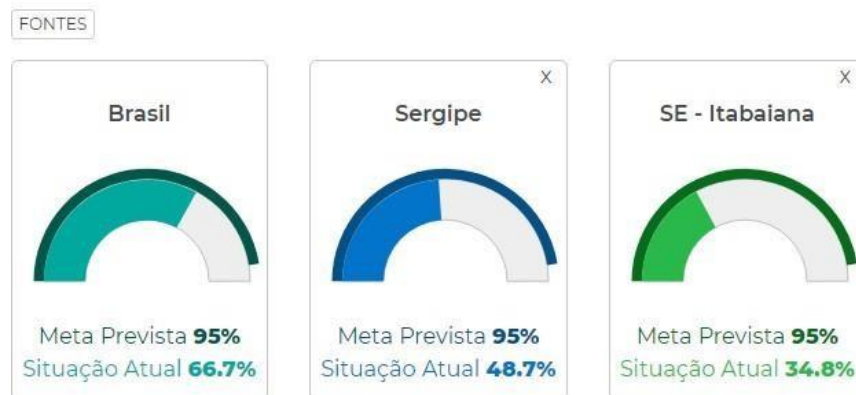 FONTES
Brasil
Meta Prevista 95%
Situação Atual 66.7%
X
Sergipe
Meta Prevista 95%
Situação Atual 48.7%
X
SE - Itabaiana
Meta Prevista 95%
Situação Atual 34.8%